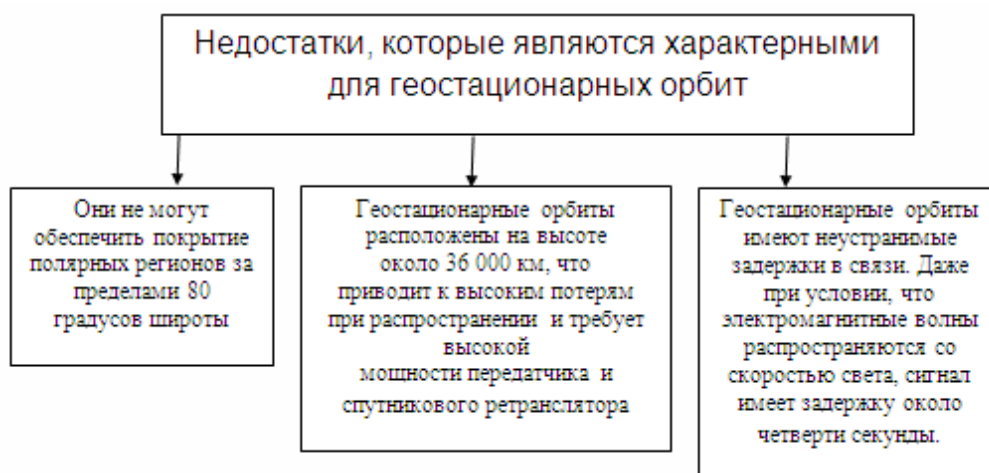 Недостатки, которые являются характерными
для геостационарных орбит
Они не могут
обеспечить покрытие
полярных регионов за
пределами 80
градусов широты
Геостационарные орбиты
расположены на высоте
около 36 000 км, что
приводит к высоким потерям
при распространении и требует
высокой
мощности передатчика и
спутникового ретранслятора
Геостационарные орбиты
имеют неустранимые
задержки в связи. Даже
при условии, что
электромагнитные волны
распространяются со
скоростью света, сигнал
имеет задержку около
четверти секунды.